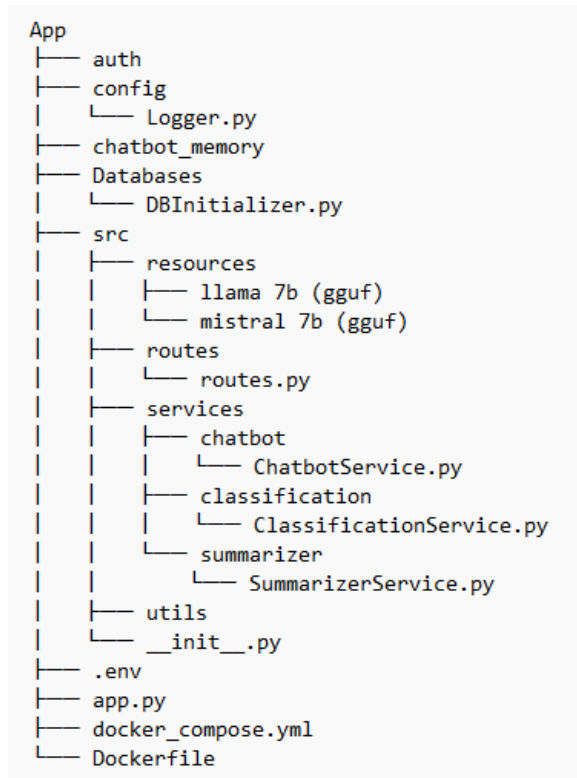 App
├── auth
├── config
│   └── Logger.py
├── chatbot_memory
├── Databases
│   └── DBInitializer.py
├── src
│   ├── resources
│   │   ├── llama 7b (gguf)
│   │   └── mistral 7b (gguf)
│   ├── routes
│   │   └── routes.py
│   ├── services
│   │   ├── chatbot
│   │   │   └── ChatbotService.py
│   │   ├── classification
│   │   │   └── ClassificationService.py
│   │   └── summarizer
│   │       └── SummarizerService.py
│   ├── utils
│   └── __init__.py
├── .env
├── app.py
├── docker_compose.yml
└── Dockerfile